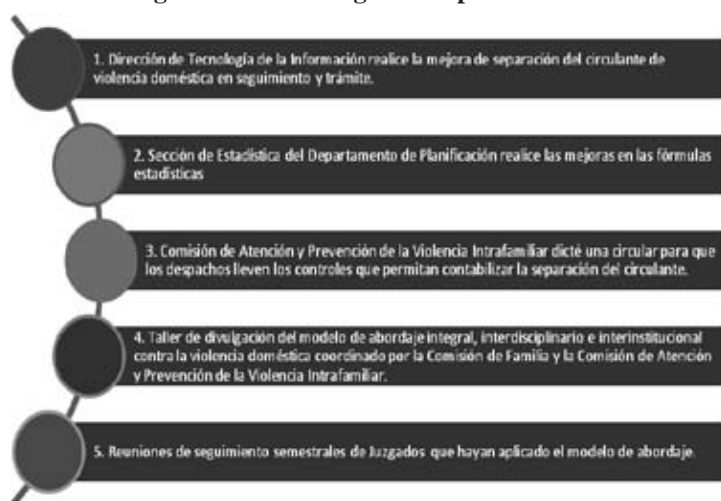 1. Dirección de Tecnología de la Información realice la mejora de separación del circulante de
violencia doméstica en seguimiento y trámite.
2. Sección de Estadística del Departamento de Planificación realice las mejoras en las fórmulas
estadísticas
3. Comisión de Atención y Prevención de la Violencia Intrafamiliar dicté una circular para que
los despachos lleven los controles que permitan contabilizar la separación del circulante.
4. Taller de divulgación del modelo de abordaje integral, interdisciplinario e interinstitucional
contra la violencia doméstica coordinado por la Comisión de Familia y la Comisión de Atención
y Prevención de la Violencia Intrafamiliar.
5. Reuniones de seguimiento semestrales de Juzgados que hayan aplicado el modelo de abordaje.